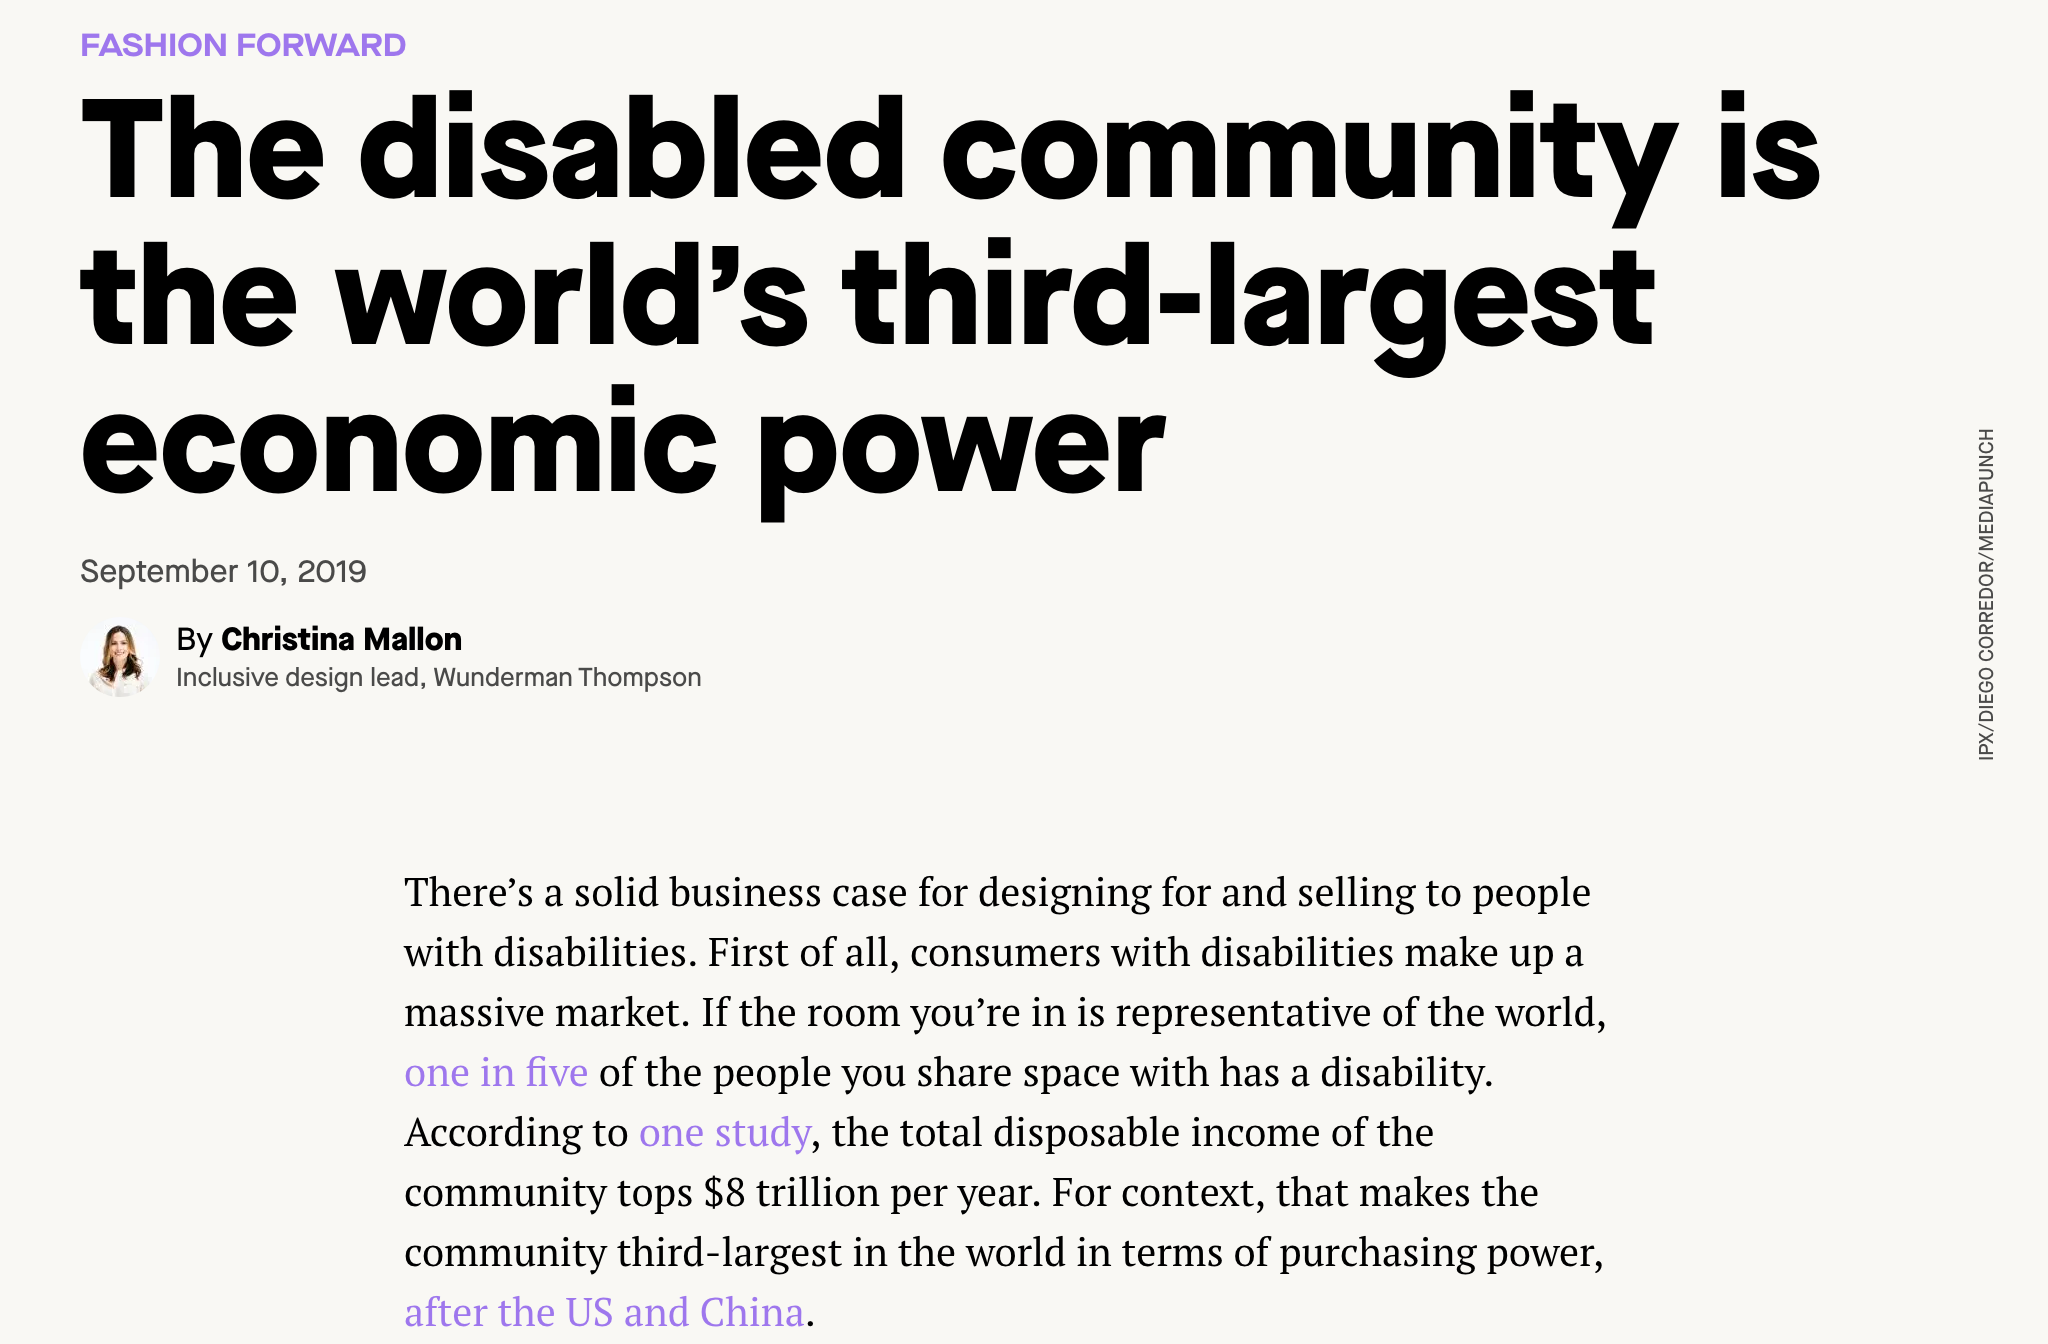 FASHION FORWARD
The disabled community is
the world’s third-largest
economic power
September 10, 2019
By Christina Mallon
Inclusive design lead, Wunderman Thompson
IPX/DIEGO CORREDOR/MEDIAPUNCH
There’s a solid business case for designing for and selling to people
with disabilities. First of all, consumers with disabilities make up a
massive market. If the room you’re in is representative of the world,
one in five of the people you share space with has a disability.
According to one study, the total disposable income of the
community tops $8 trillion per year. For context, that makes the
community third-largest in the world in terms of purchasing power,
after the US and China.